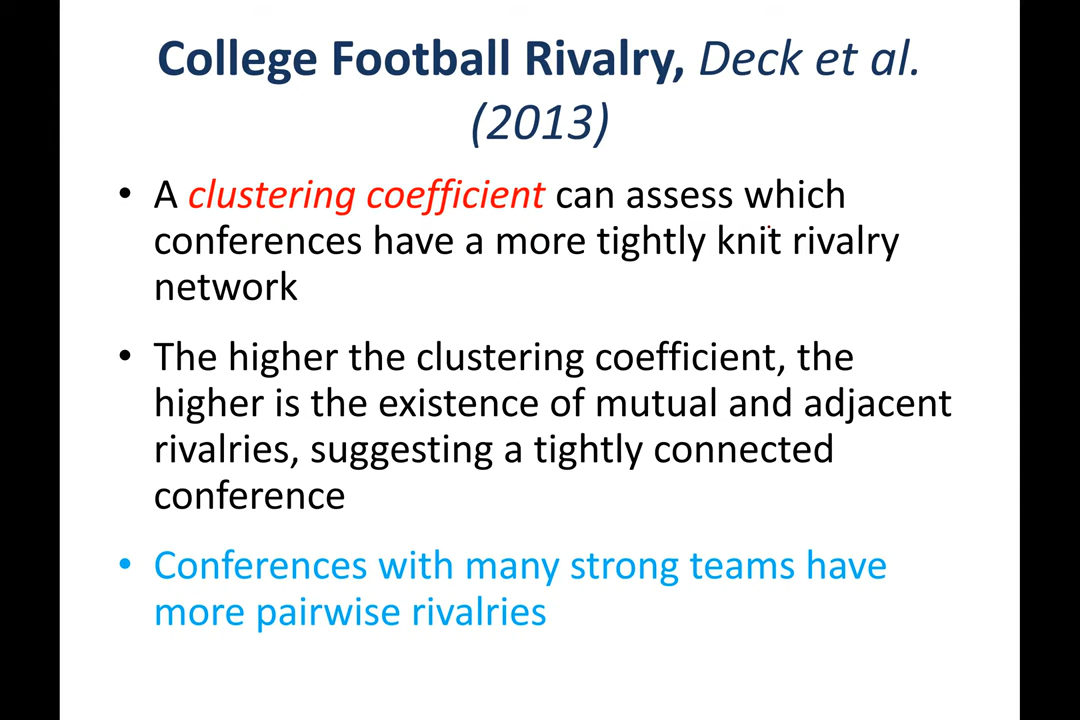 College Football Rivalry, Deck et al.
(2013)
• A clustering coefficient can assess which
conferences have a more tightly knit rivalry
network
• The higher the clustering coefficient, the
higher is the existence of mutual and adjacent
rivalries, suggesting a tightly connected
conference
• Conferences with many strong teams have
more pairwise rivalries